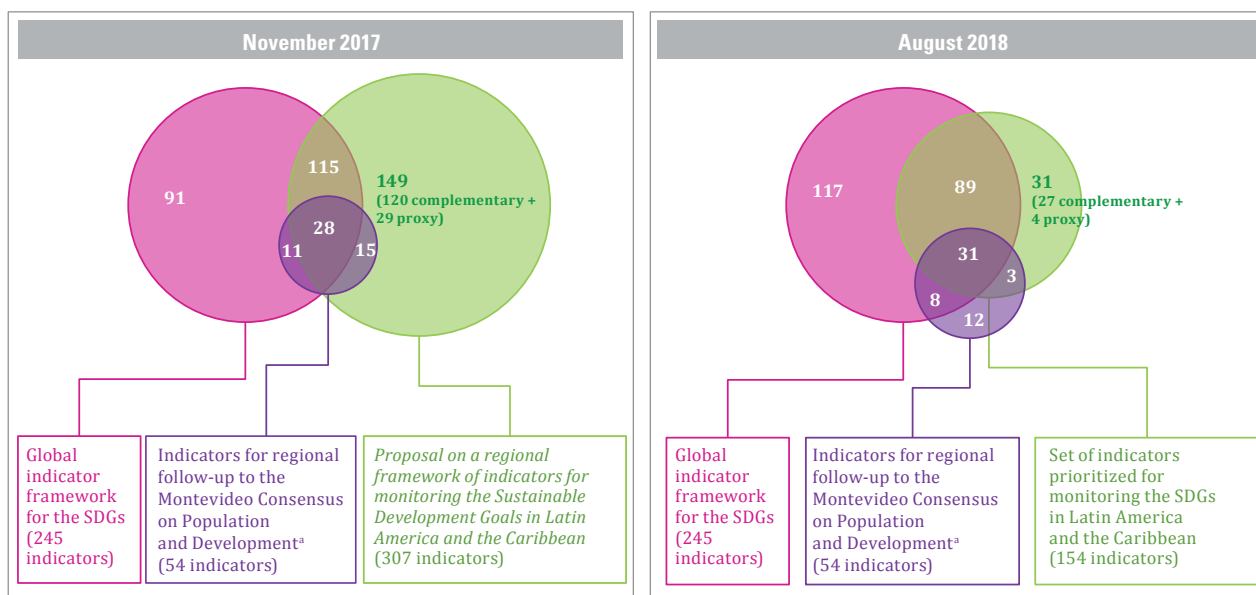 November 2017
91
115
149
(120 complementary +
29 proxy)
28
11
15
Global
indicator
framework
for the SDGs
(245
indicators)
Indicators for regional
follow-up to the
Montevideo Consensus
on Population
and Developmentᵃ
(54 indicators)
Proposal on a regional
framework of indicators for
monitoring the Sustainable
Development Goals in Latin
America and the Caribbean
(307 indicators)
August 2018
117
89
31
(27 complementary +
4 proxy)
31
3
8
12
Global
indicator
framework
for the SDGs
(245
indicators)
Indicators for regional
follow-up to the
Montevideo Consensus
on Population
and Developmentᵃ
(54 indicators)
Set of indicators
prioritized for
monitoring the SDGs
in Latin America
and the Caribbean
(154 indicators)